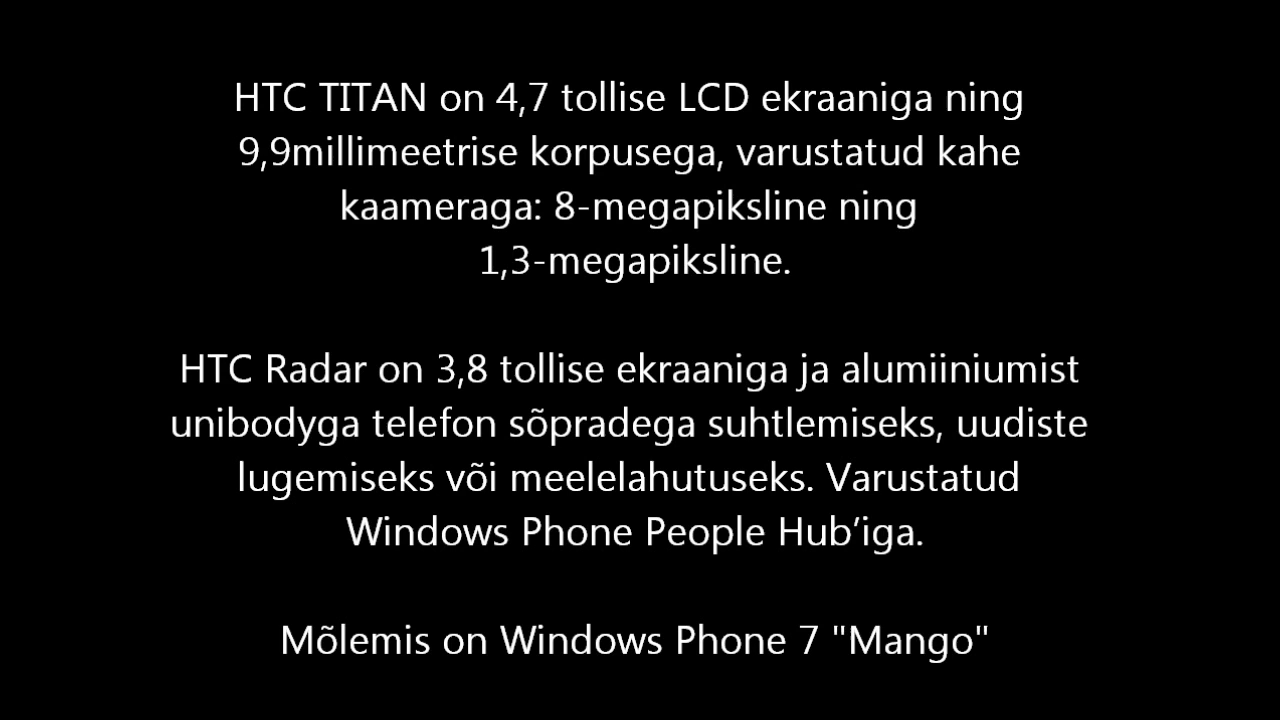 HTC TITAN on 4,7 tollise LCD ekraaniga ning
9,9millimeetrise korpusega, varustatud kahe
kaameraga: 8-megapiksline ning
1,3-megapiksline.
HTC Radar on 3,8 tollise ekraaniga ja alumiiniumist
unibodyga telefon sõpradega suhtlemiseks, uudiste
lugemiseks või meelelahutuseks. Varustatud
Windows Phone People Hub’iga.
Mõlemis on Windows Phone 7 "Mango"